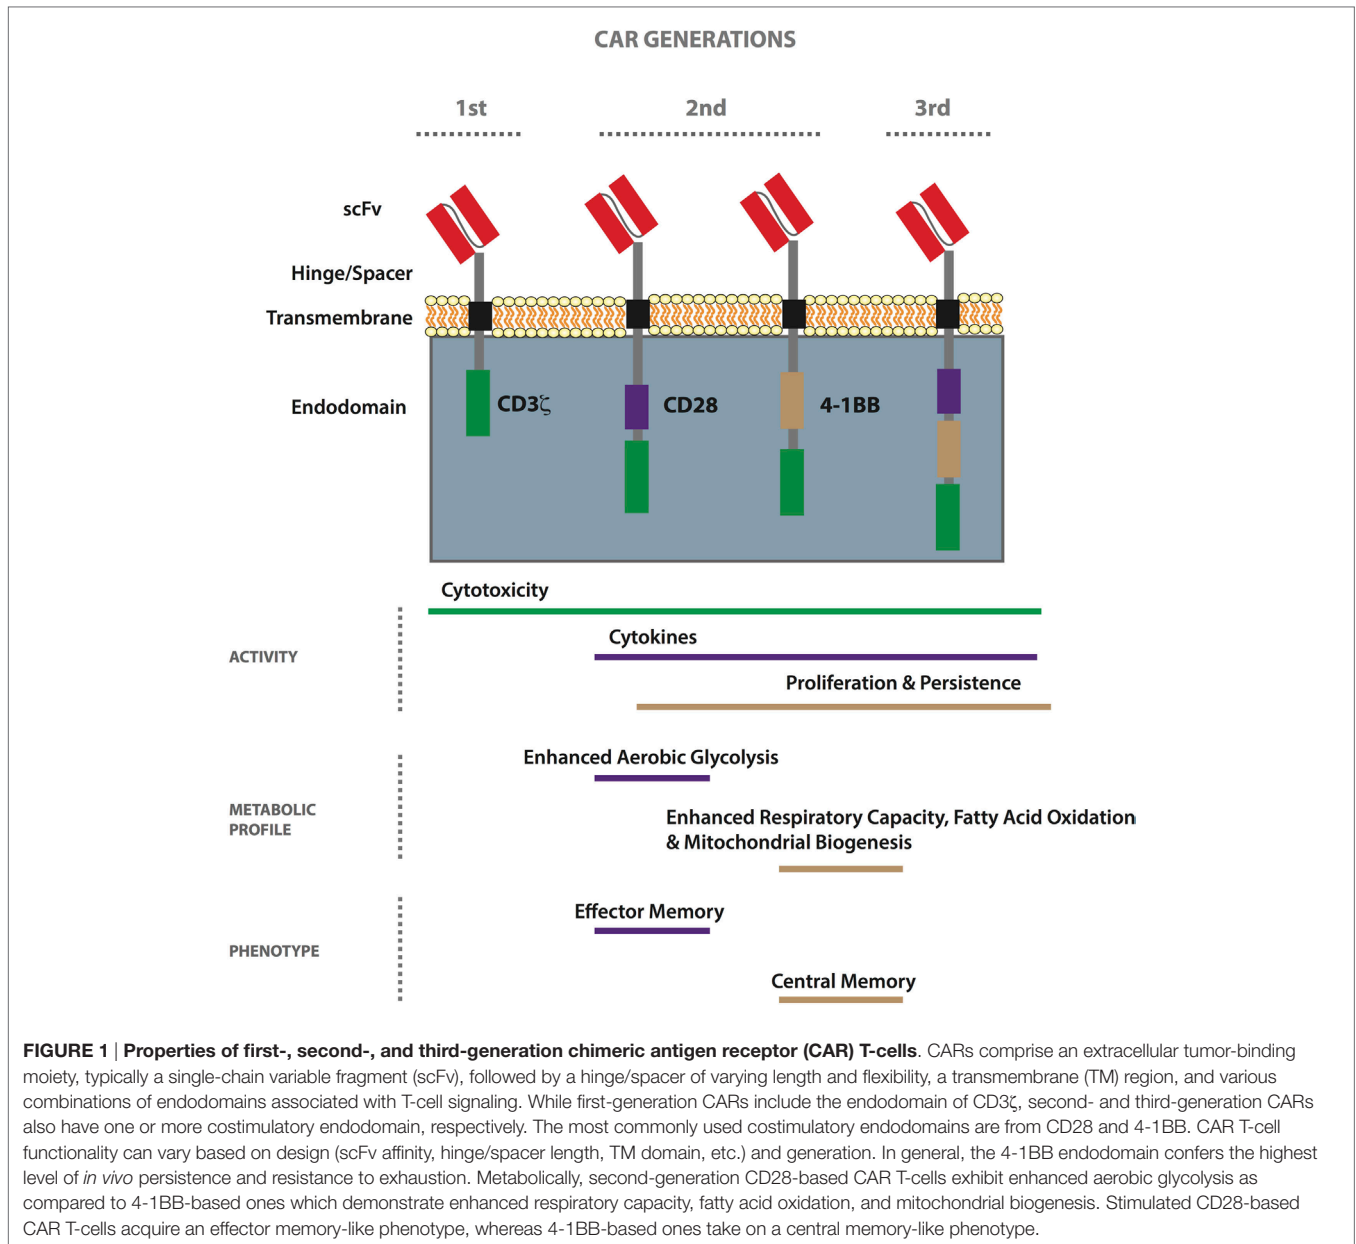 CAR GENERATIONS
1st
2nd
3rd
scFv
Hinge/Spacer
Transmembrane
Endodomain
CD3ζ
CD28
4-1BB
Cytotoxicity
Cytokines
ACTIVITY
Proliferation & Persistence
Enhanced Aerobic Glycolysis
METABOLIC
PROFILE
Enhanced Respiratory Capacity, Fatty Acid Oxidation
& Mitochondrial Biogenesis
Effector Memory
PHENOTYPE
Central Memory
FIGURE 1 | Properties of first-, second-, and third-generation chimeric antigen receptor (CAR) T-cells. CARs comprise an extracellular tumor-binding
moiety, typically a single-chain variable fragment (scFv), followed by a hinge/spacer of varying length and flexibility, a transmembrane (TM) region, and various
combinations of endodomains associated with T-cell signaling. While first-generation CARs include the endodomain of CD3ζ, second- and third-generation CARs
also have one or more costimulatory endodomain, respectively. The most commonly used costimulatory endodomains are from CD28 and 4-1BB. CAR T-cell
functionality can vary based on design (scFv affinity, hinge/spacer length, TM domain, etc.) and generation. In general, the 4-1BB endodomain confers the highest
level of in vivo persistence and resistance to exhaustion. Metabolically, second-generation CD28-based CAR T-cells exhibit enhanced aerobic glycolysis as
compared to 4-1BB-based ones which demonstrate enhanced respiratory capacity, fatty acid oxidation, and mitochondrial biogenesis. Stimulated CD28-based
CAR T-cells acquire an effector memory-like phenotype, whereas 4-1BB-based ones take on a central memory-like phenotype.